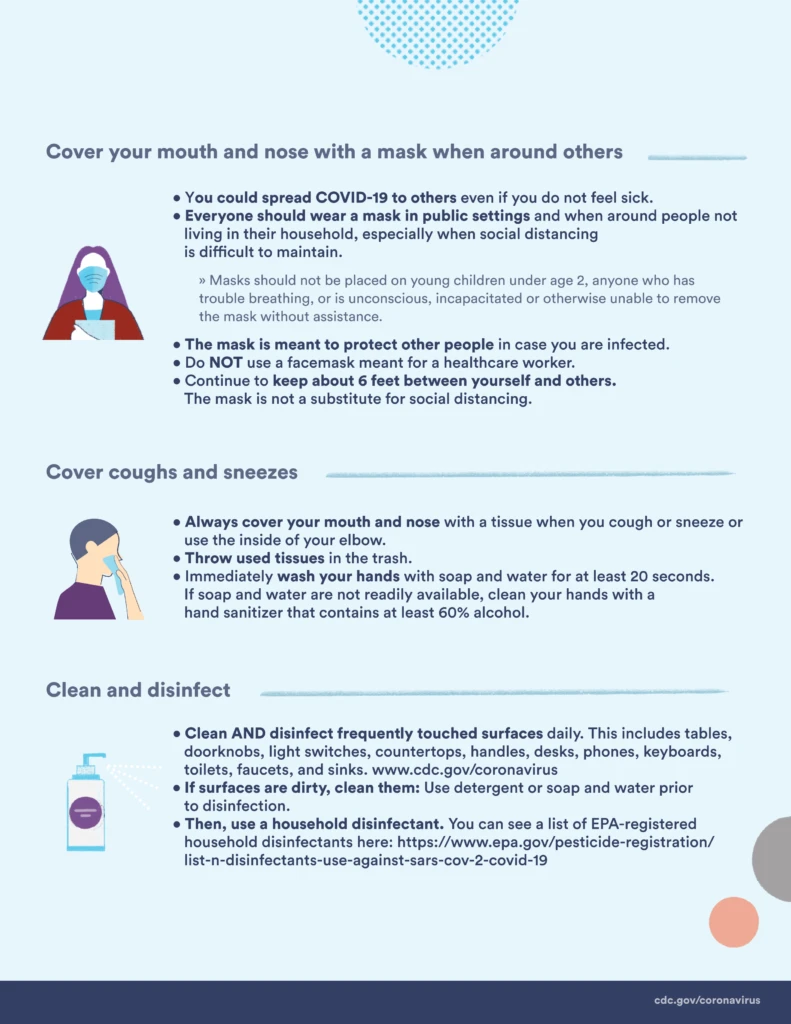 Cover your mouth and nose with a mask when around others
• You could spread COVID-19 to others even if you do not feel sick.
• Everyone should wear a mask in public settings and when around people not
living in their household, especially when social distancing
is difficult to maintain.
» Masks should not be placed on young children under age 2, anyone who has
trouble breathing, or is unconscious, incapacitated or otherwise unable to remove
the mask without assistance.
• The mask is meant to protect other people in case you are infected.
• Do NOT use a facemask meant for a healthcare worker.
• Continue to keep about 6 feet between yourself and others.
The mask is not a substitute for social distancing.
Cover coughs and sneezes
• Always cover your mouth and nose with a tissue when you cough or sneeze or
use the inside of your elbow.
• Throw used tissues in the trash.
• Immediately wash your hands with soap and water for at least 20 seconds.
If soap and water are not readily available, clean your hands with a
hand sanitizer that contains at least 60% alcohol.
Clean and disinfect
• Clean AND disinfect frequently touched surfaces daily. This includes tables,
doorknobs, light switches, countertops, handles, desks, phones, keyboards,
toilets, faucets, and sinks. www.cdc.gov/coronavirus
• If surfaces are dirty, clean them: Use detergent or soap and water prior
to disinfection.
• Then, use a household disinfectant. You can see a list of EPA-registered
household disinfectants here: https://www.epa.gov/pesticide-registration/
list-n-disinfectants-use-against-sars-cov-2-covid-19
cdc.gov/coronavirus